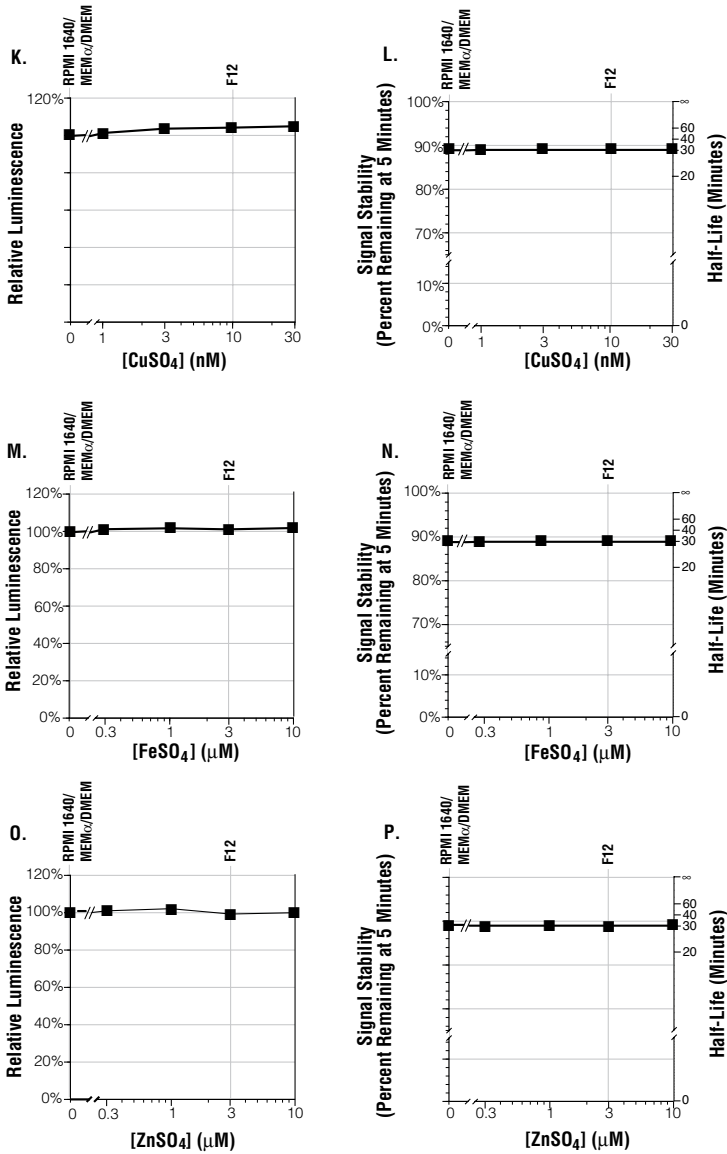 K.
RPMI 1640/
MEMα/DMEM
F12
120%
Relative Luminescence
0 1 3 10 30
[CuSO4] (nM)
L.
RPMI 1640/
MEMα/DMEM
F12
Signal Stability
(Percent Remaining at 5 Minutes)
100%
90%
80%
70%
10%
0%
∞
60
40
30
20
0
Half-Life (Minutes)
0 1 3 10 30
[CuSO4] (nM)
M.
RPMI 1640/
MEMα/DMEM
F12
Relative Luminescence
120%
100%
80%
60%
40%
20%
0%
0 0.3 1 3 10
[FeSO4] (μM)
N.
RPMI 1640/
MEMα/DMEM
F12
Signal Stability
(Percent Remaining at 5 Minutes)
100%
90%
80%
70%
10%
0%
∞
60
40
30
20
0
Half-Life (Minutes)
0 0.3 1 3 10
[FeSO4] (μM)
O.
RPMI 1640/
MEMα/DMEM
F12
Relative Luminescence
120%
100%
80%
60%
40%
20%
0%
0 0.3 1 3 10
[ZnSO4] (μM)
P.
RPMI 1640/
MEMα/DMEM
F12
Signal Stability
(Percent Remaining at 5 Minutes)
∞
60
40
30
20
0
Half-Life (Minutes)
0 0.3 1 3 10
[ZnSO4] (μM)